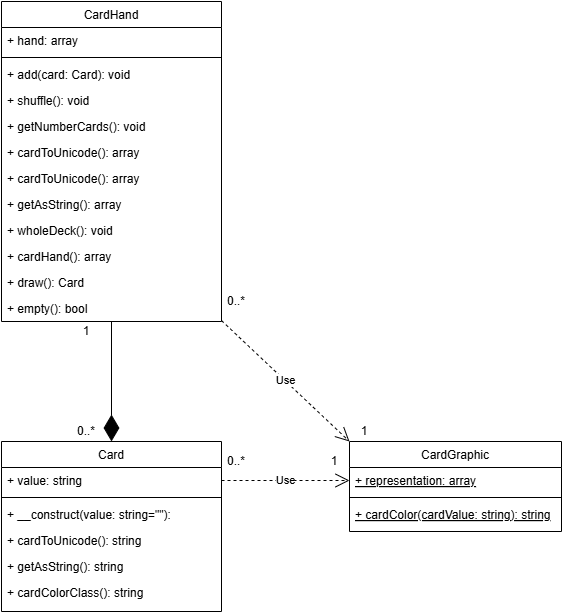 CardHand
+ hand: array
+ add(card: Card): void
+ shuffle(): void
+ getNumberCards(): void
+ cardToUnicode(): array
+ cardToUnicode(): array
+ getAsString(): array
+ wholeDeck(): void
+ cardHand(): array
+ draw(): Card
+ empty(): bool
0..*
1
Use
0..*
1
Card
+ value: string
+ __construct(value: string=""):
+ cardToUnicode(): string
+ getAsString(): string
+ cardColorClass(): string
0..*
1
Use
CardGraphic
+ representation: array
+ cardColor(cardValue: string): string